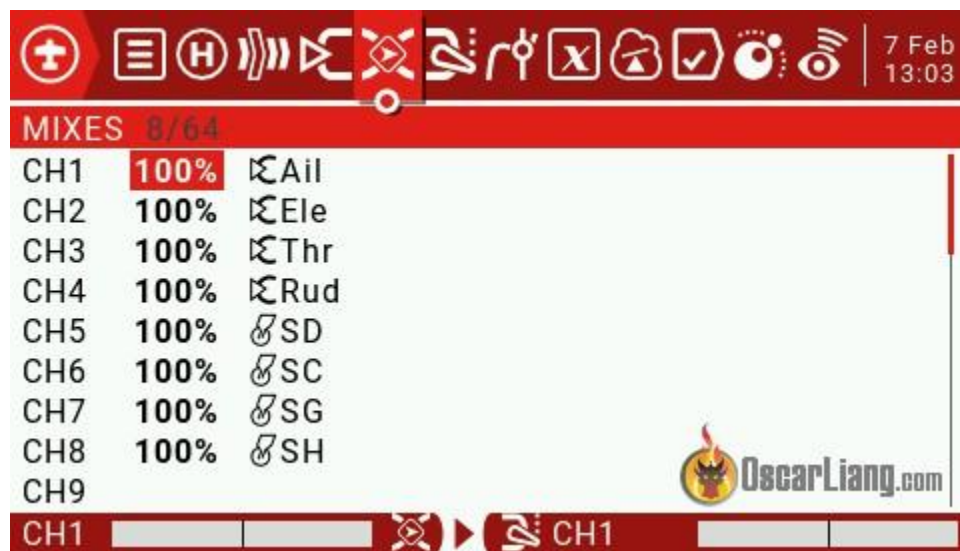 7 Feb
13:03
MIXES 8/64
CH1 100% Ail
CH2 100% Ele
CH3 100% Thr
CH4 100% Rud
CH5 100% SD
CH6 100% SC
CH7 100% SG
CH8 100% SH
CH9
OscarLiang.com
CH1 CH1